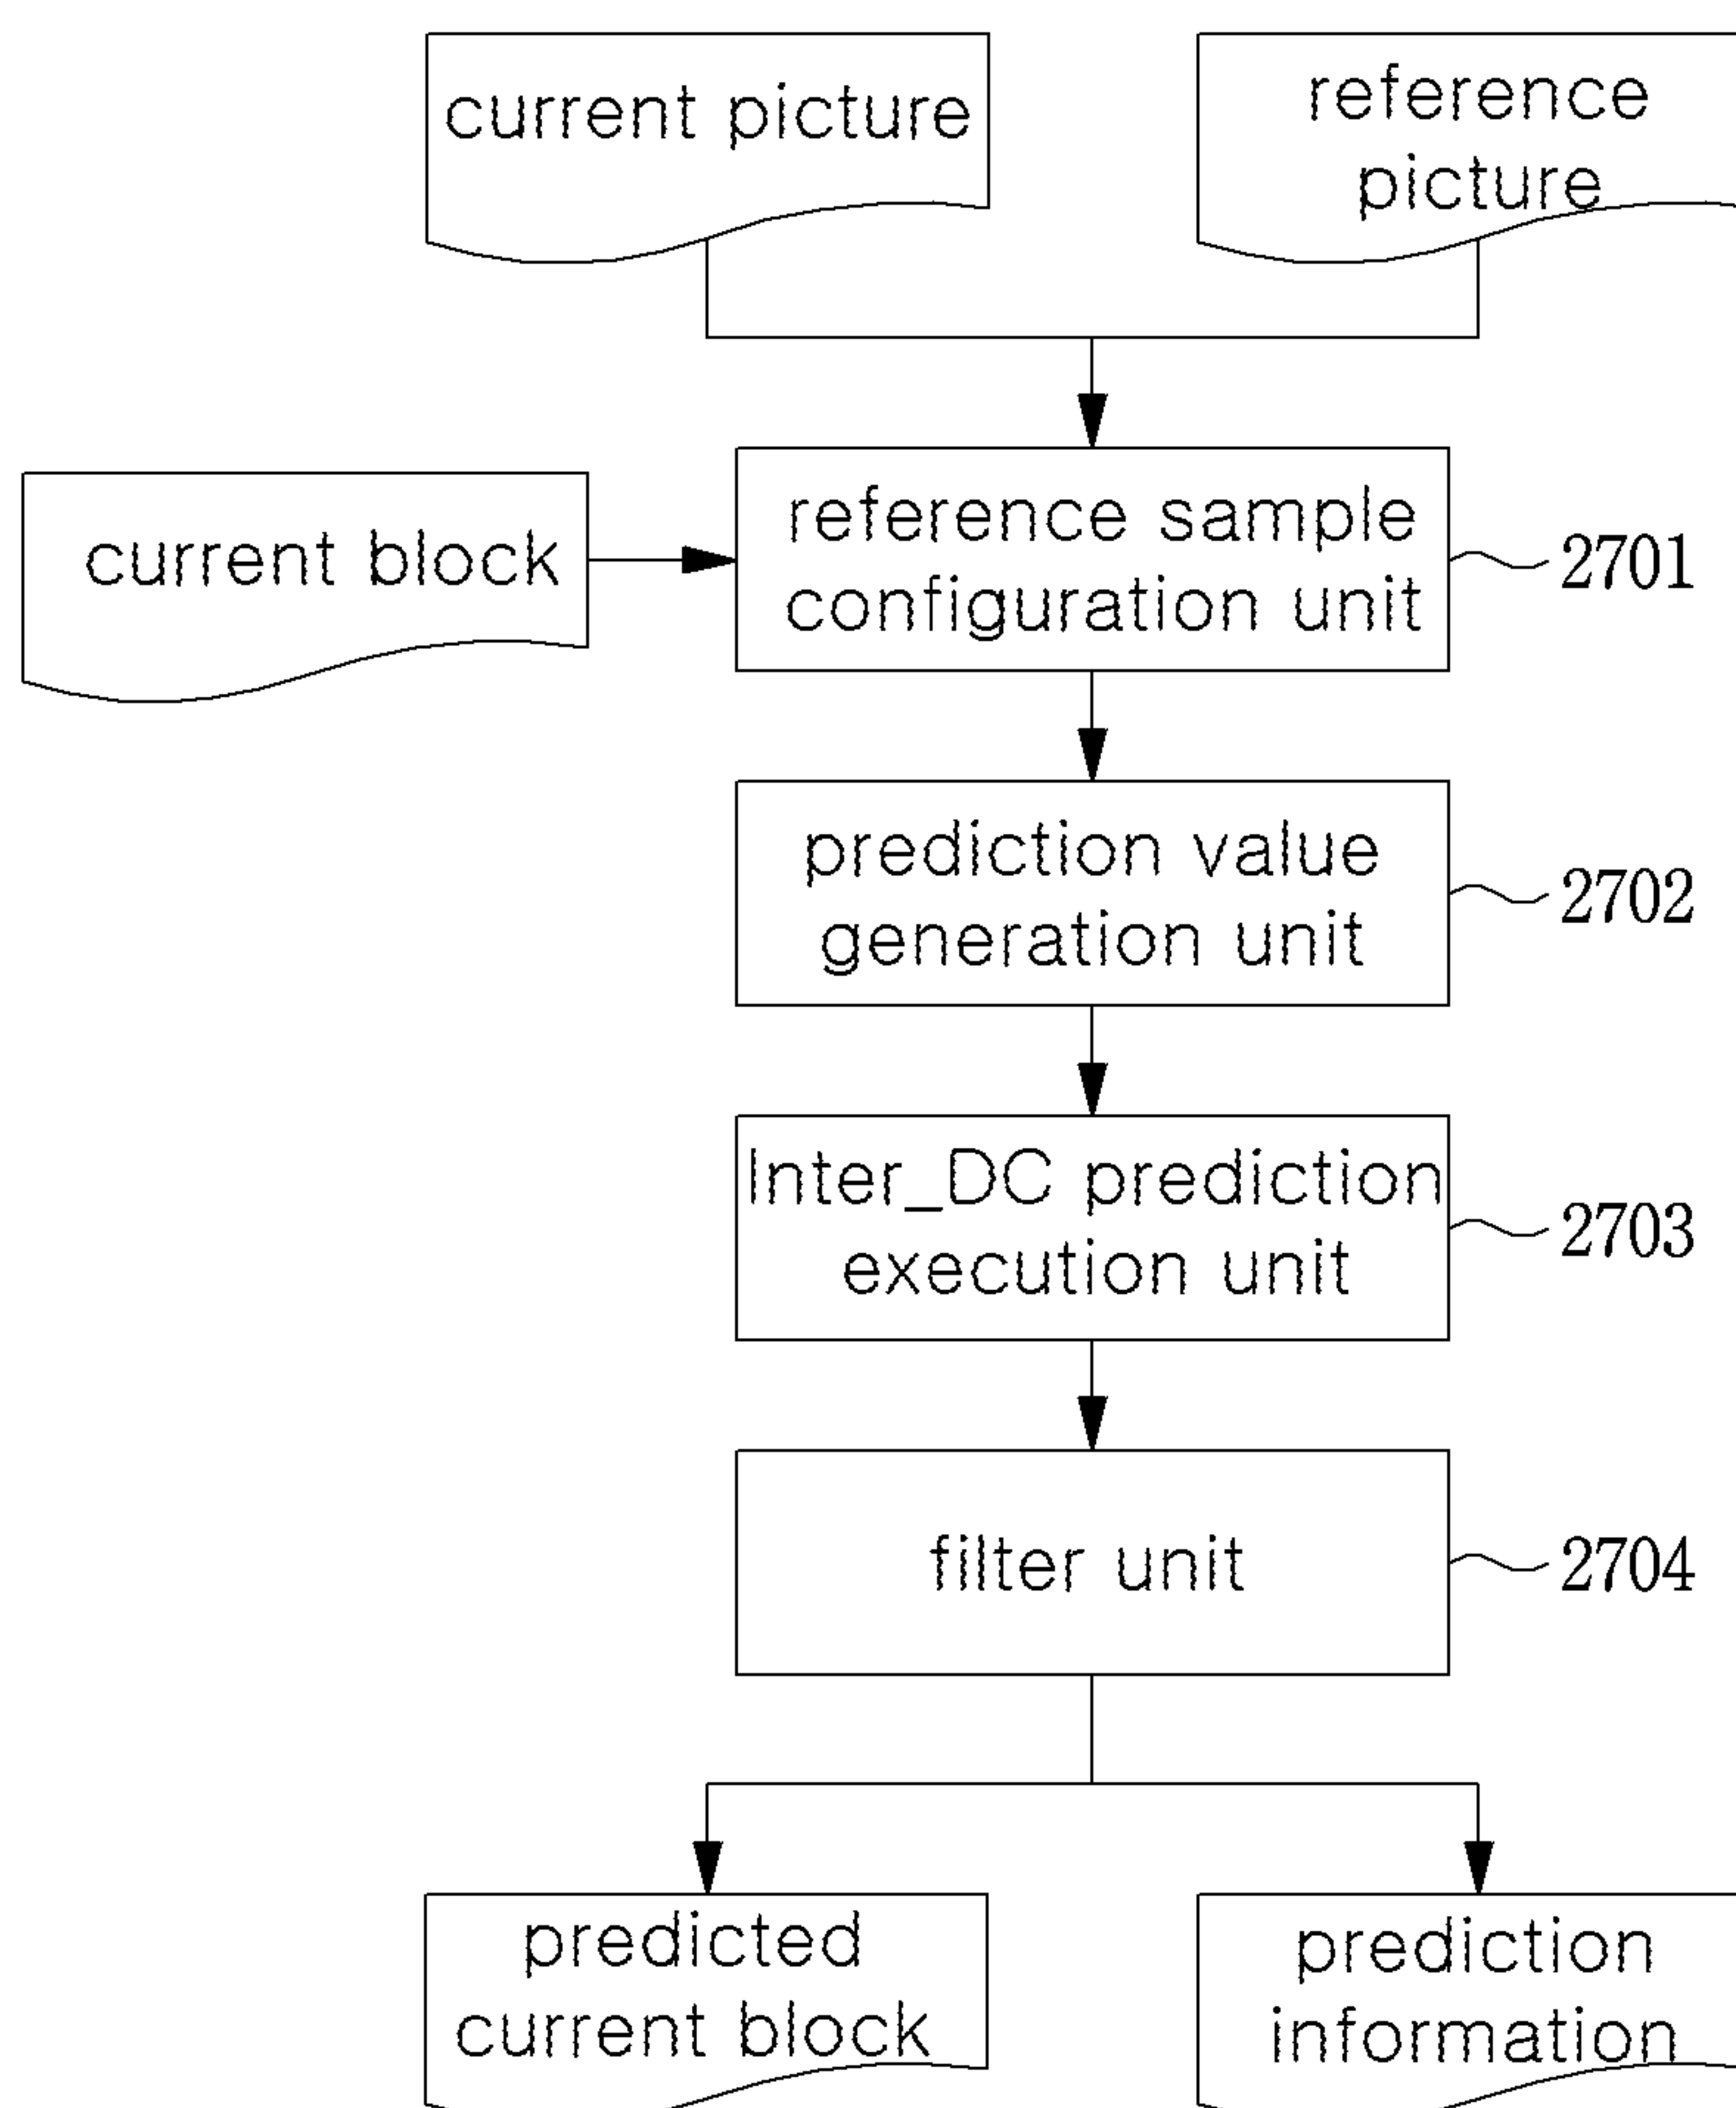 current picture
reference
picture
current block
reference sample
configuration unit
2701
prediction value
generation unit
2702
Inter_DC prediction
execution unit
2703
filter unit
2704
predicted
current block
prediction
information